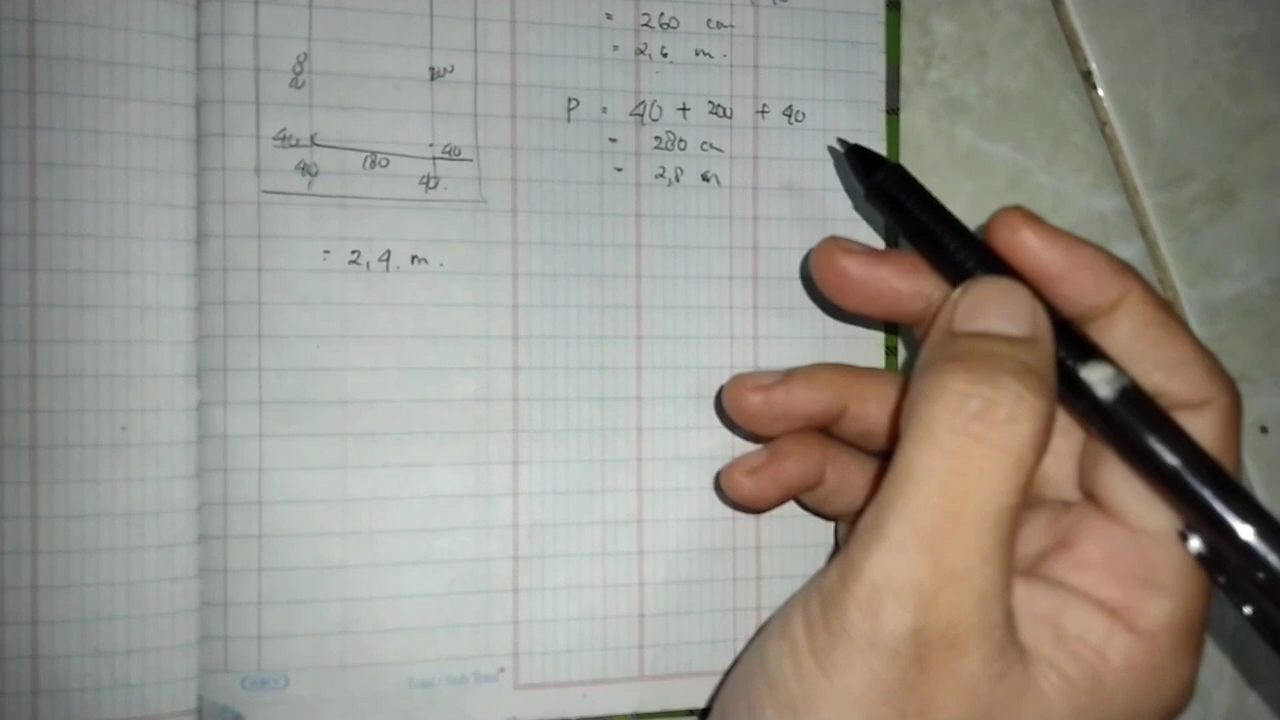 200
200
40
40
180
40
40
= 2,4 m.
= 260 cm
= 2,6 m.
P = 40 + 200 + 40
= 280 cm
= 2,8 m